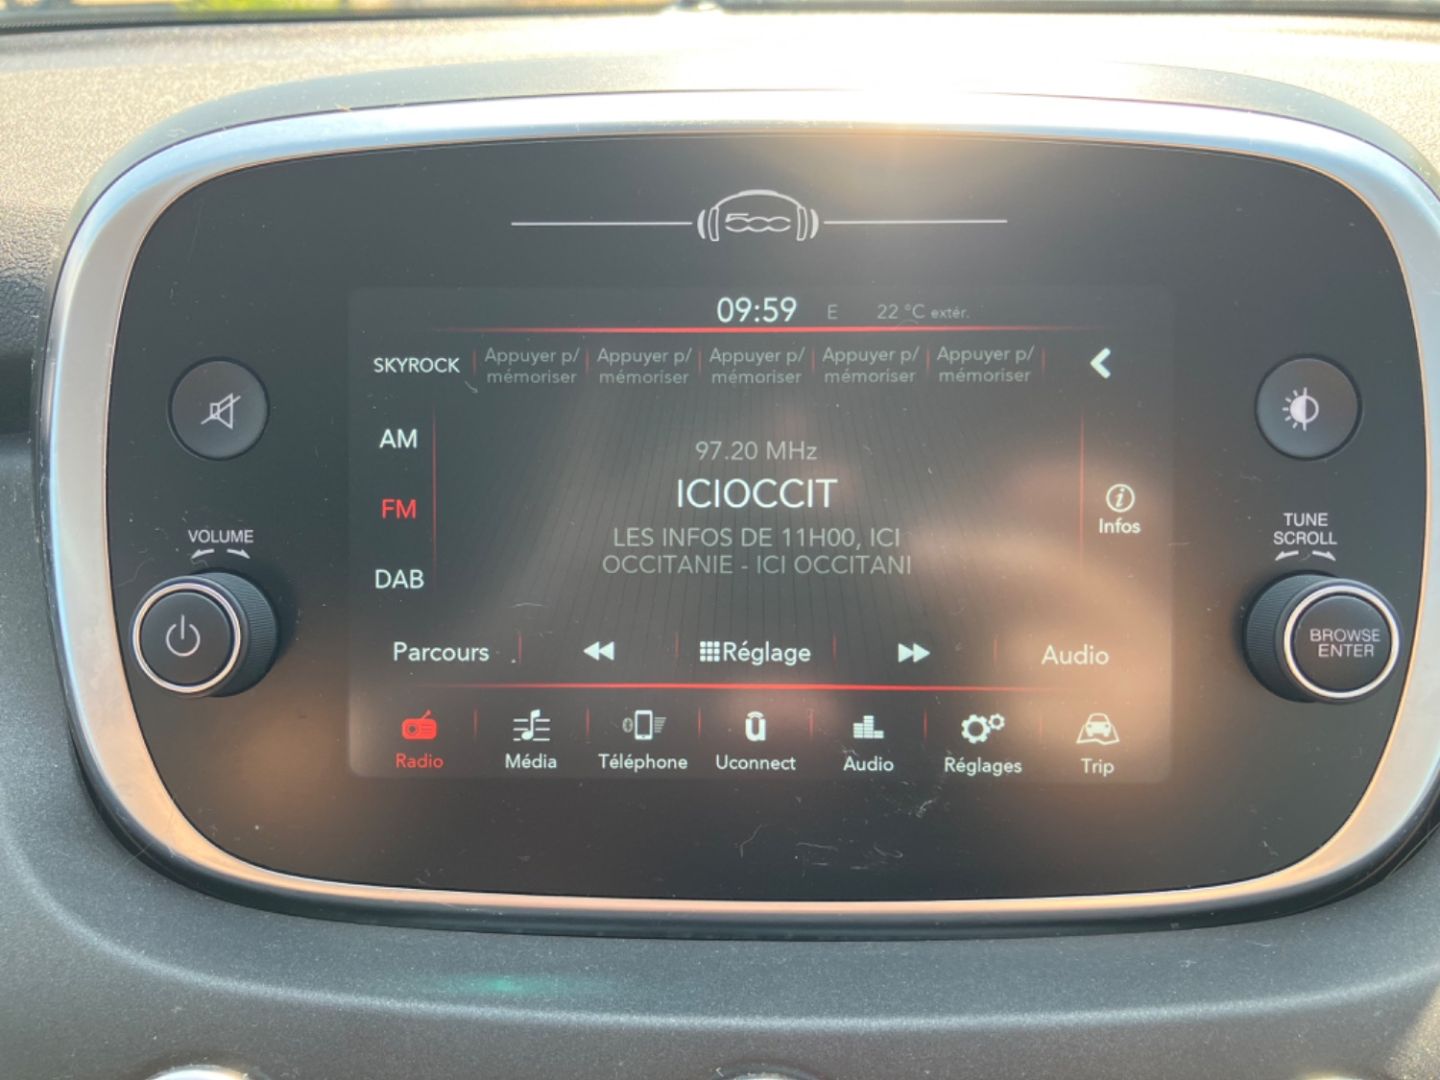 500
09:59 E 22 °C extér.
SKYROCK Appuyer p/ Appuyer p/ Appuyer p/ Appuyer p/ Appuyer p/
mémoriser mémoriser mémoriser mémoriser mémoriser
AM
97.20 MHz
ICIOCCIT
FM
Infos
LES INFOS DE 11H00, ICI
OCCITANIE - ICI OCCITANI
DAB
VOLUME
TUNE
SCROLL
BROWSE
ENTER
Parcours Réglage Audio
Radio Média Téléphone Uconnect Audio Réglages Trip